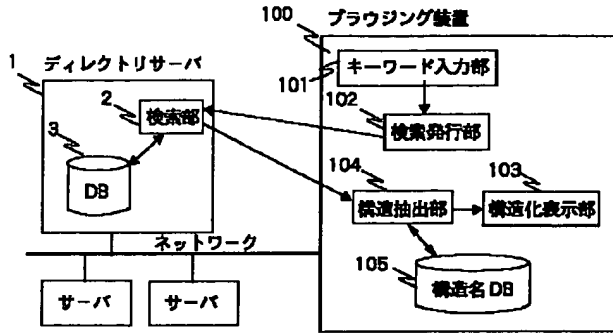 ブラウジング装置
100
ディレクトリサーバ
1
キーワード入力部
101
2
検索部
102
検索発行部
3
DB
104
構造抽出部
103
構造化表示部
ネットワーク
105
構造名 DB
サーバ
サーバ